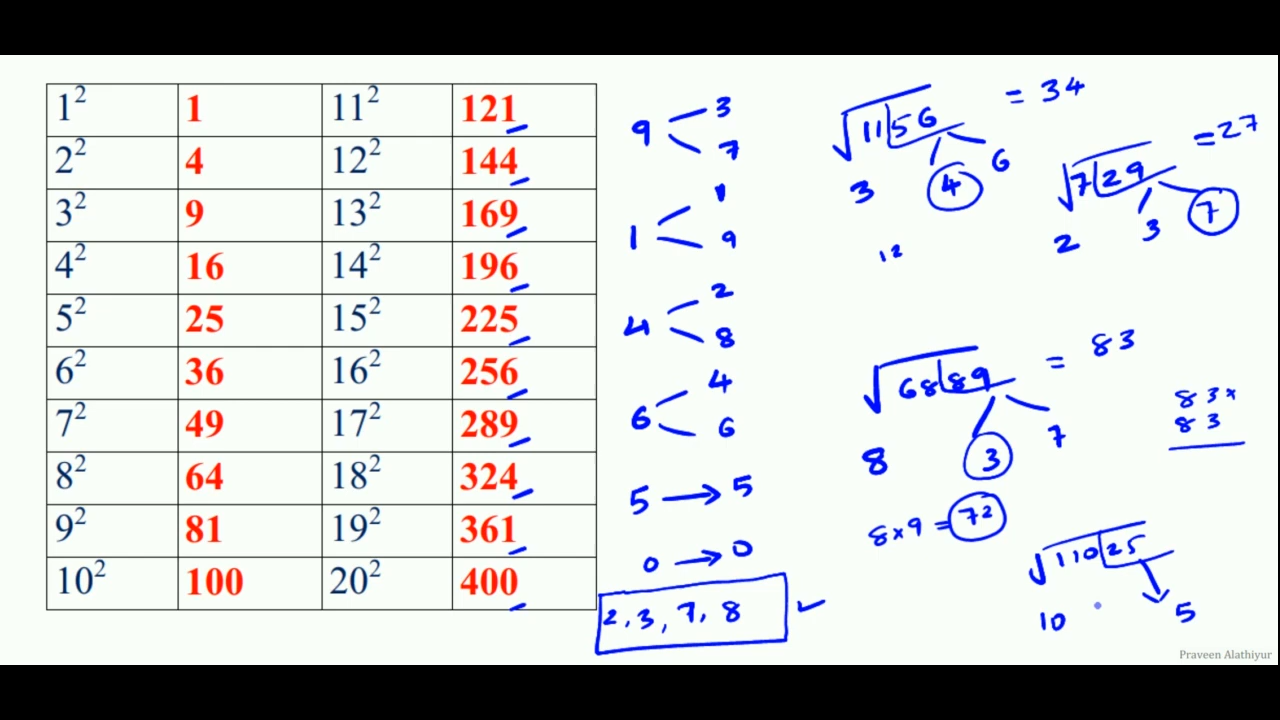 1² 1 11² 121
2² 4 12² 144
3² 9 13² 169
4² 16 14² 196
5² 25 15² 225
6² 36 16² 256
7² 49 17² 289
8² 64 18² 324
9² 81 19² 361
10² 100 20² 400
9 3
7
1 1
9
4 2
8
6 4
6
5 → 5
0 → 0
2, 3, 7, 8 ✓
√11|56 = 34
3 4 6
12
√7|29 = 27
2 3 7
√68|89 = 83
8 3 7
8×9 = 72
83×
83
√110|25
10 5
Praveen Alathiyur